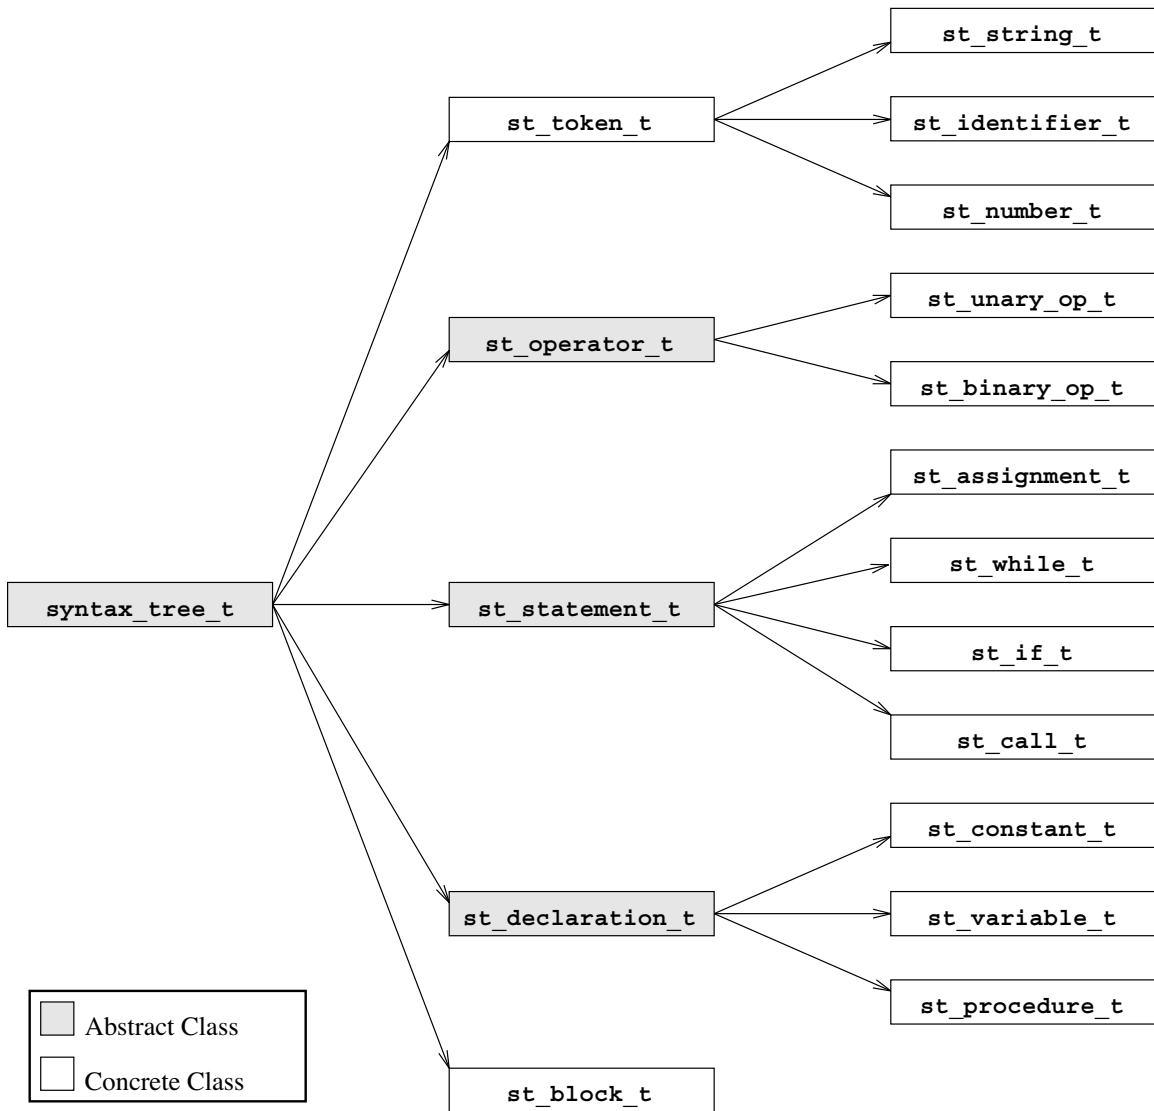 st_string_t
st_token_t
st_identifier_t
st_number_t
st_unary_op_t
st_operator_t
st_binary_op_t
st_assignment_t
st_while_t
syntax_tree_t
st_statement_t
st_if_t
st_call_t
st_constant_t
st_declaration_t
st_variable_t
st_procedure_t
Abstract Class
Concrete Class
st_block_t